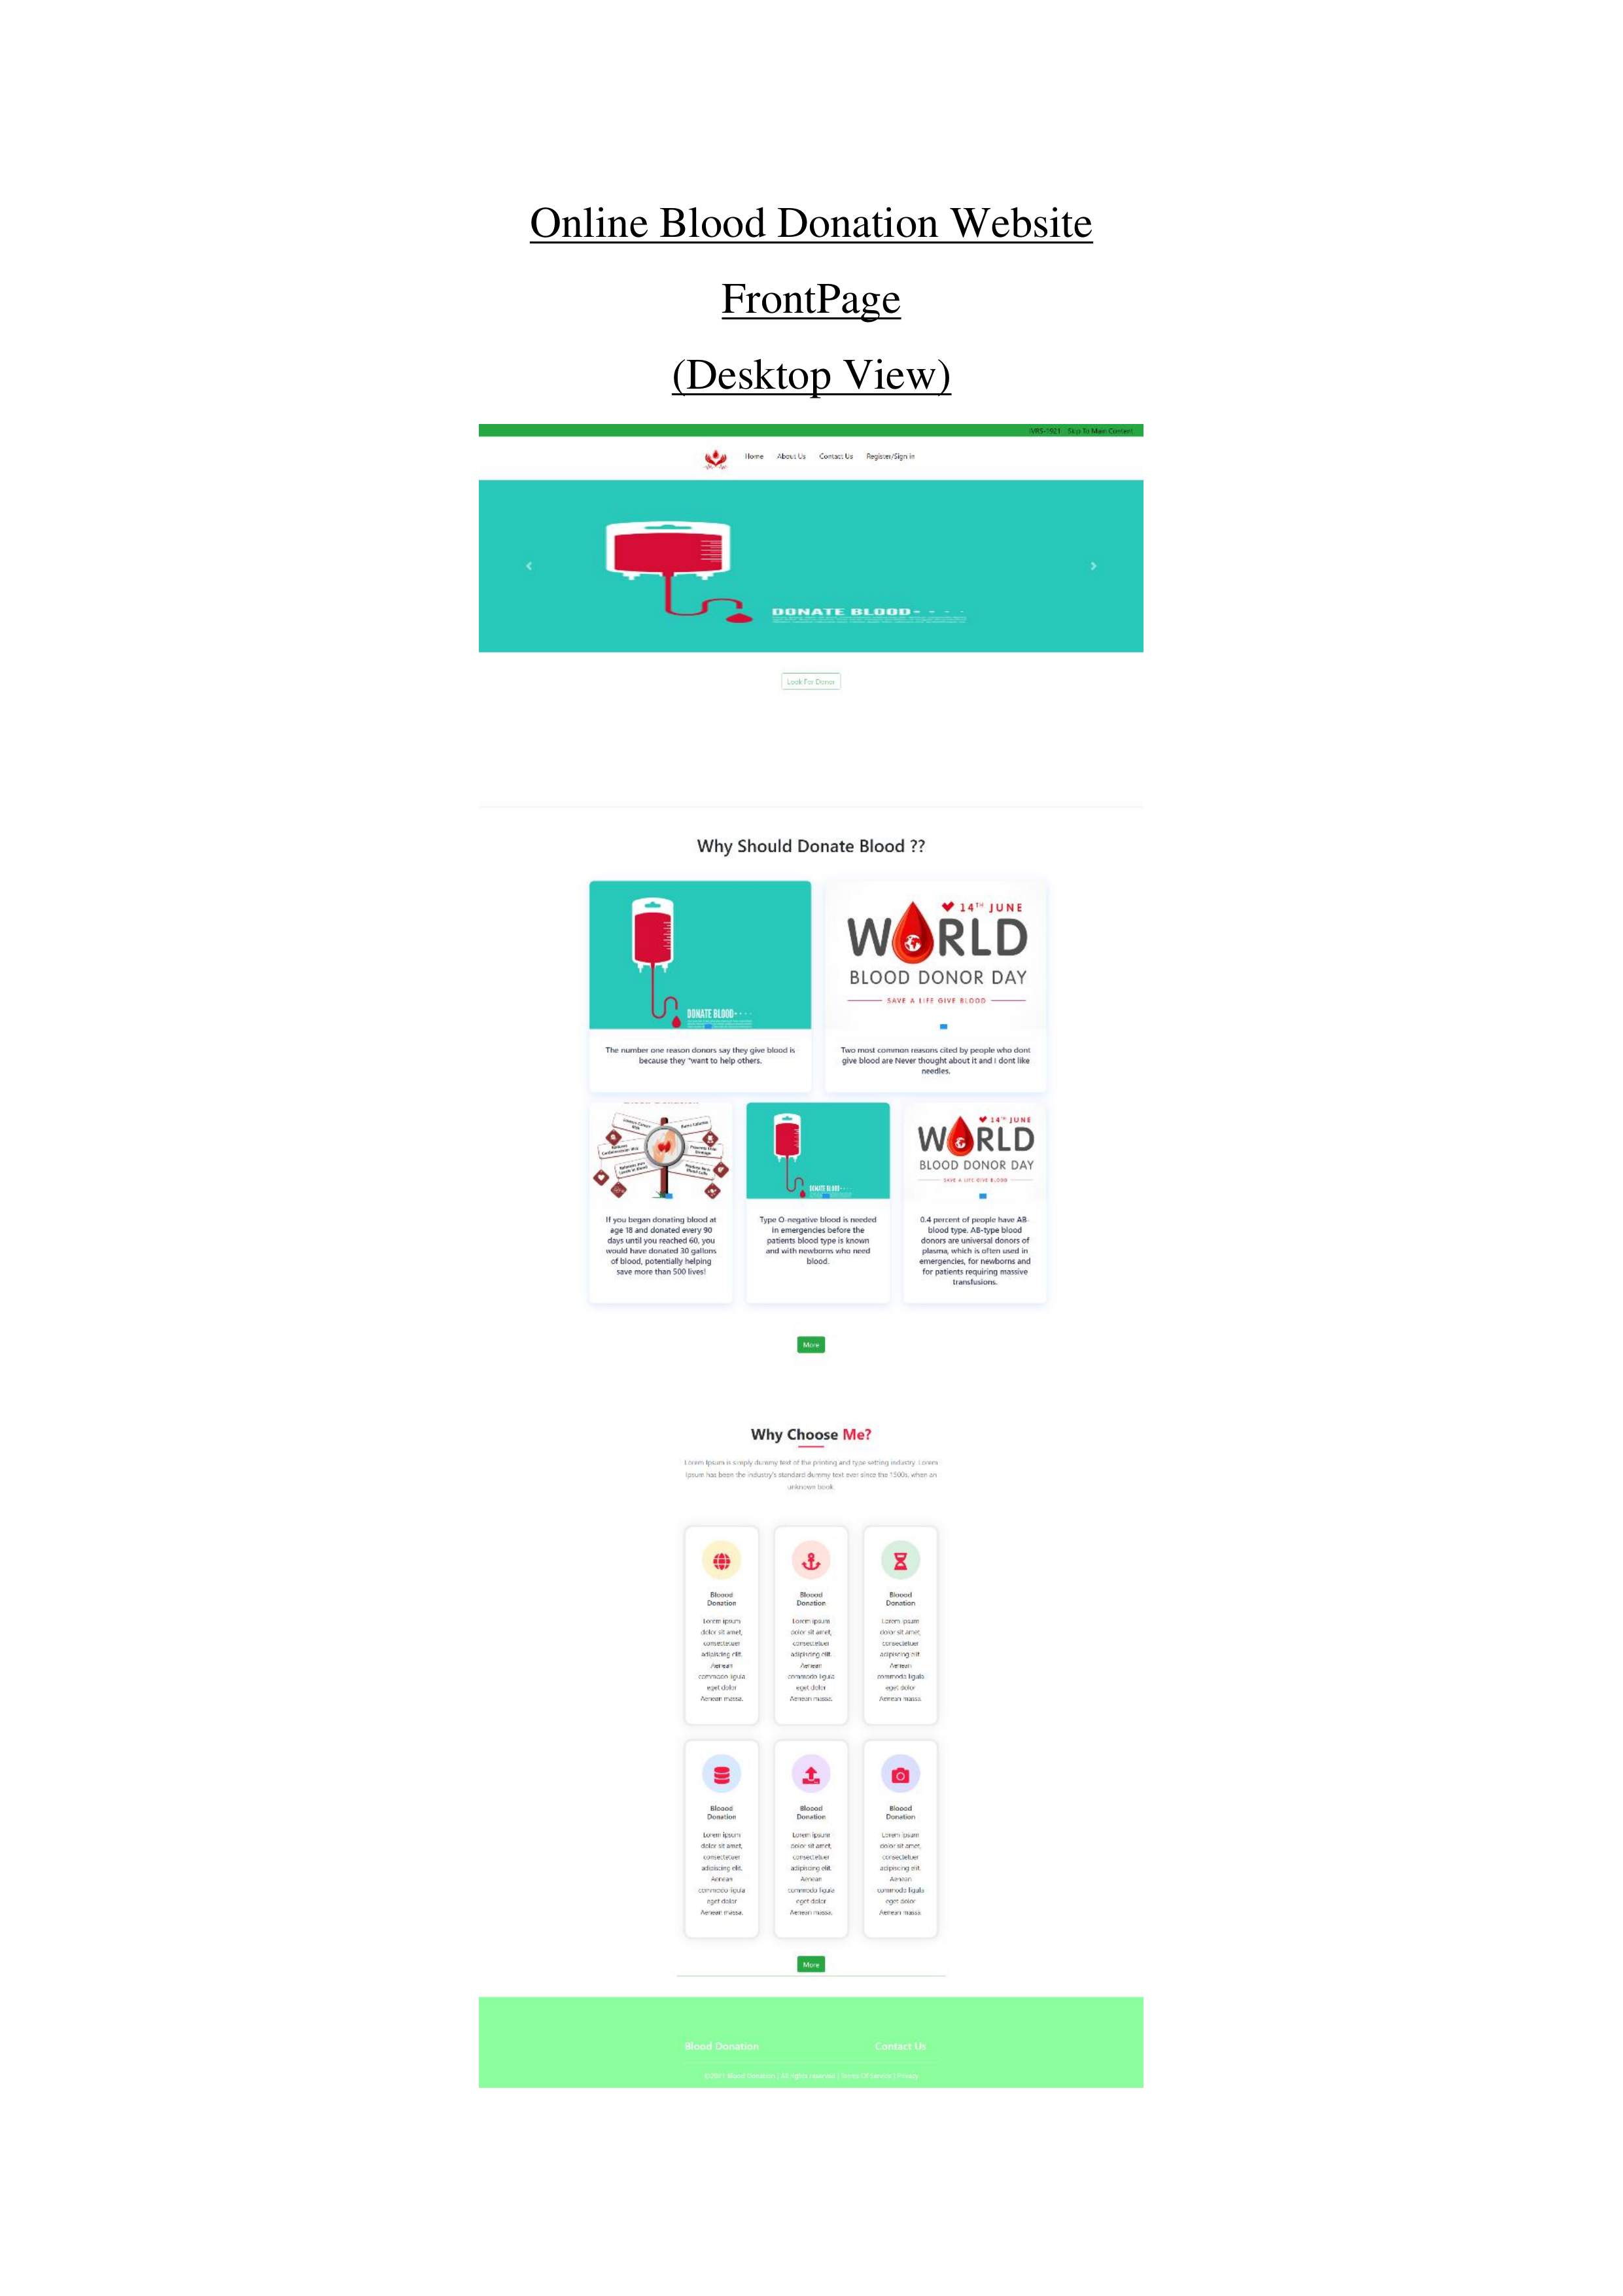 Online Blood Donation Website
FrontPage
(Desktop View)
IVRS-1921 Skip To Main Content
Home About Us Contact Us Register/Sign in
DONATE BLOOD
Look For Donor
Why Should Donate Blood ??
14TH JUNE
WORLD
BLOOD DONOR DAY
SAVE A LIFE GIVE BLOOD
DONATE BLOOD
The number one reason donors say they give blood is
because they "want to help others.
Two most common reasons cited by people who dont
give blood are Never thought about it and I dont like
needles.
14TH JUNE
WORLD
BLOOD DONOR DAY
SAVE A LIFE GIVE BLOOD
DONATE BLOOD
If you began donating blood at
age 18 and donated every 90
days until you reached 60, you
would have donated 30 gallons
of blood, potentially helping
save more than 500 lives!
Type O-negative blood is needed
in emergencies before the
patients blood type is known
and with newborns who need
blood.
0.4 percent of people have AB-
blood type. AB-type blood
donors are universal donors of
plasma, which is often used in
emergencies, for newborns and
for patients requiring massive
transfusions.
More
Why Choose Me?
Lorem Ipsum is simply dummy text of the printing and type setting industry. Lorem
Ipsum has been the industry's standard dummy text ever since the 1500s, when an
unknown book.
Bloood
Donation
Lorem ipsum
dolor sit amet,
consectetuer
adipiscing elit.
Aenean
commodo ligula
eget dolor
Aenean massa.
Bloood
Donation
Lorem ipsum
dolor sit amet,
consectetuer
adipiscing elit.
Aenean
commodo ligula
eget dolor
Aenean massa.
Bloood
Donation
Lorem ipsum
dolor sit amet,
consectetuer
adipiscing elit.
Aenean
commodo ligula
eget dolor
Aenean massa.
Bloood
Donation
Lorem ipsum
dolor sit amet,
consectetuer
adipiscing elit.
Aenean
commodo ligula
eget dolor
Aenean massa.
Bloood
Donation
Lorem ipsum
dolor sit amet,
consectetuer
adipiscing elit.
Aenean
commodo ligula
eget dolor
Aenean massa.
Bloood
Donation
Lorem ipsum
dolor sit amet,
consectetuer
adipiscing elit.
Aenean
commodo ligula
eget dolor
Aenean massa.
More
Blood Donation Contact Us
©2021 Blood Donation | All rights reserved | Terms Of Service | Privacy